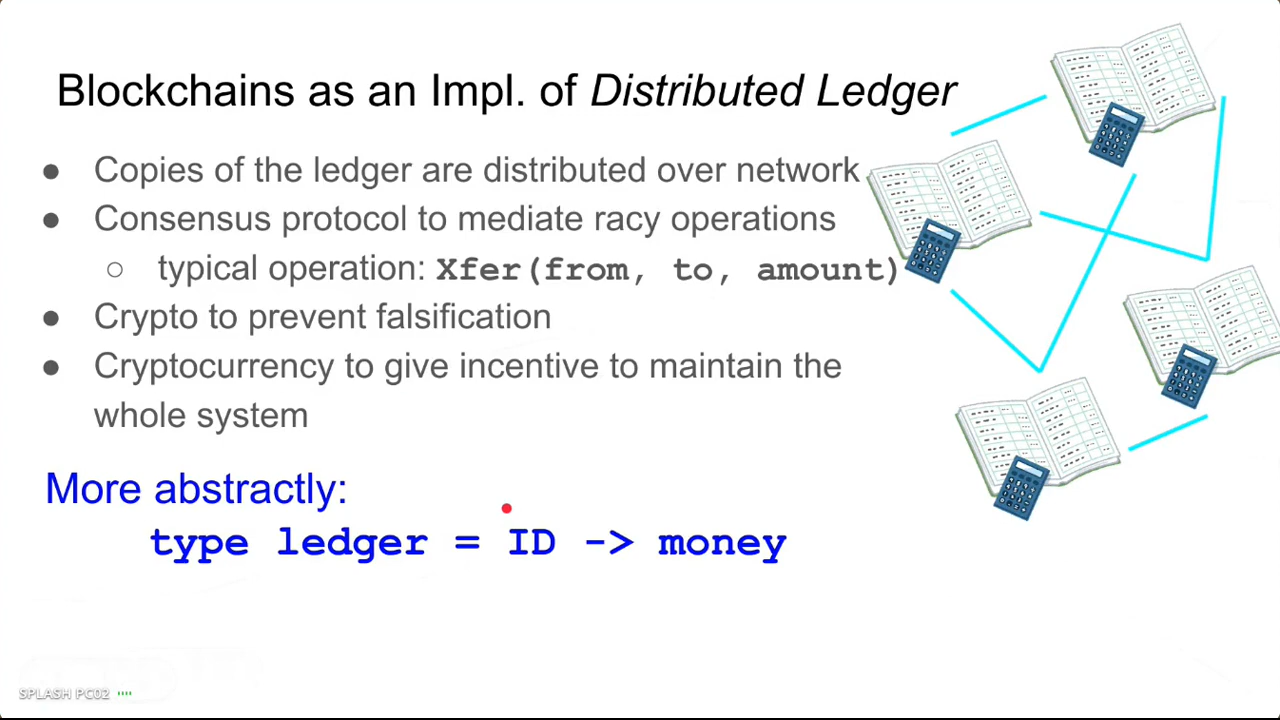 Blockchains as an Impl. of Distributed Ledger
● Copies of the ledger are distributed over network
● Consensus protocol to mediate racy operations
○ typical operation: Xfer(from, to, amount)
● Crypto to prevent falsification
● Cryptocurrency to give incentive to maintain the
whole system
More abstractly:
type ledger = ID -> money
SPLASH PC02